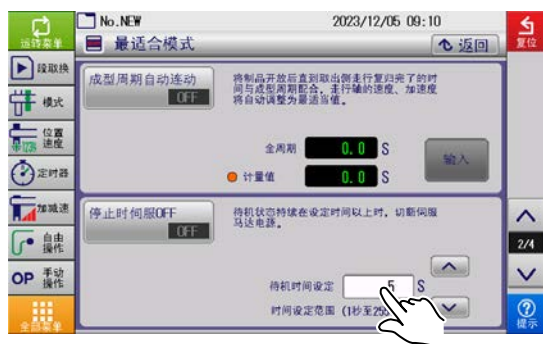 No.NEW
2023/12/05 09:10
运转菜单
最适合模式
返回
复位
段取换
模式
位置
速度
定时器
加减速
自由
操作
OP 手动
操作
全回菜单
成型周期自动连动
OFF
将制品开放后直到取出侧走行复归完了的时
间与成型周期配合。走行轴的速度、加速度
将自动调整为最适当值。
全周期 0.0 S
计量值 0.0 S
输入
停止时伺服OFF
OFF
待机状态持续在设定时间以上时，切断伺服
马达电源。
待机时间设定 5 S
时间设定范围 (1秒至25
2/4
提示